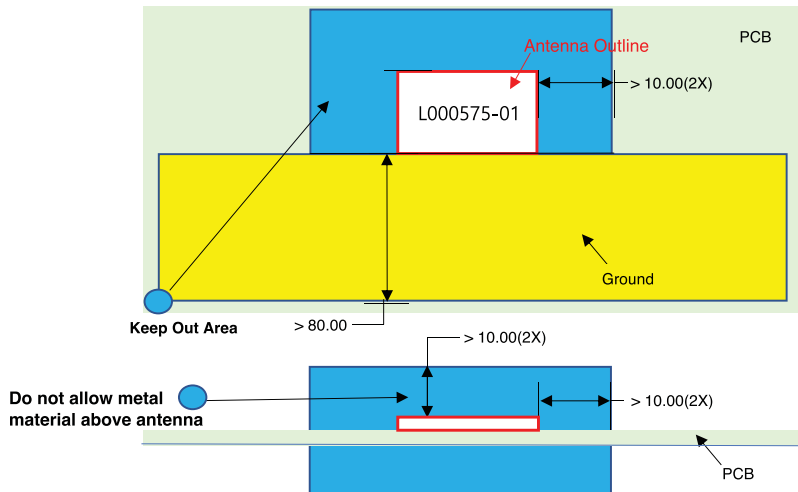 Antenna Outline
PCB
> 10.00(2X)
L000575-01
Ground
Keep Out Area
> 80.00
> 10.00(2X)
Do not allow metal
material above antenna
> 10.00(2X)
PCB